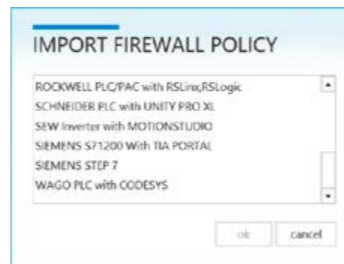 IMPORT FIREWALL POLICY
ROCKWELL PLC/PAC with RSLinx,RSLogic
SCHNEIDER PLC with UNITY PRO XL
SEW Inverter with MOTIONSTUDIO
SIEMENS S71200 With TIA PORTAL
SIEMENS STEP 7
WAGO PLC with CODESYS
ok cancel